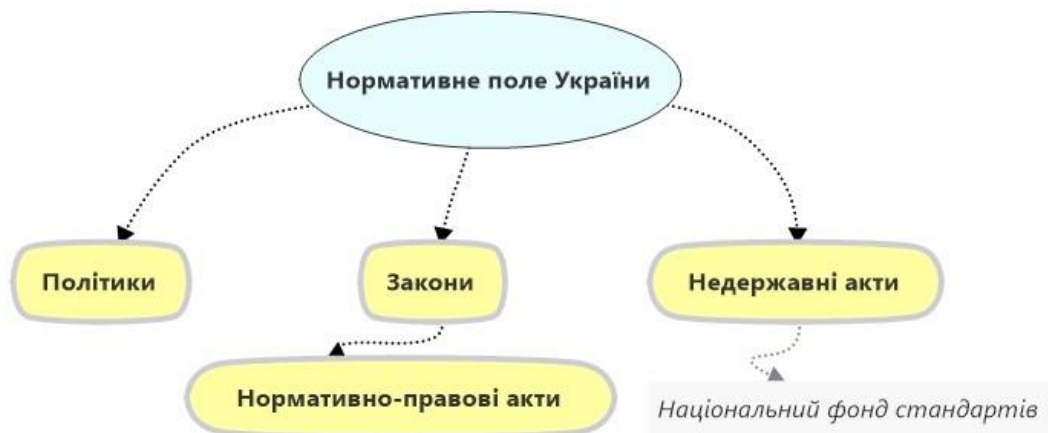 Нормативне поле України
Політики
Закони
Недержавні акти
Нормативно-правові акти
Національний фонд стандартів